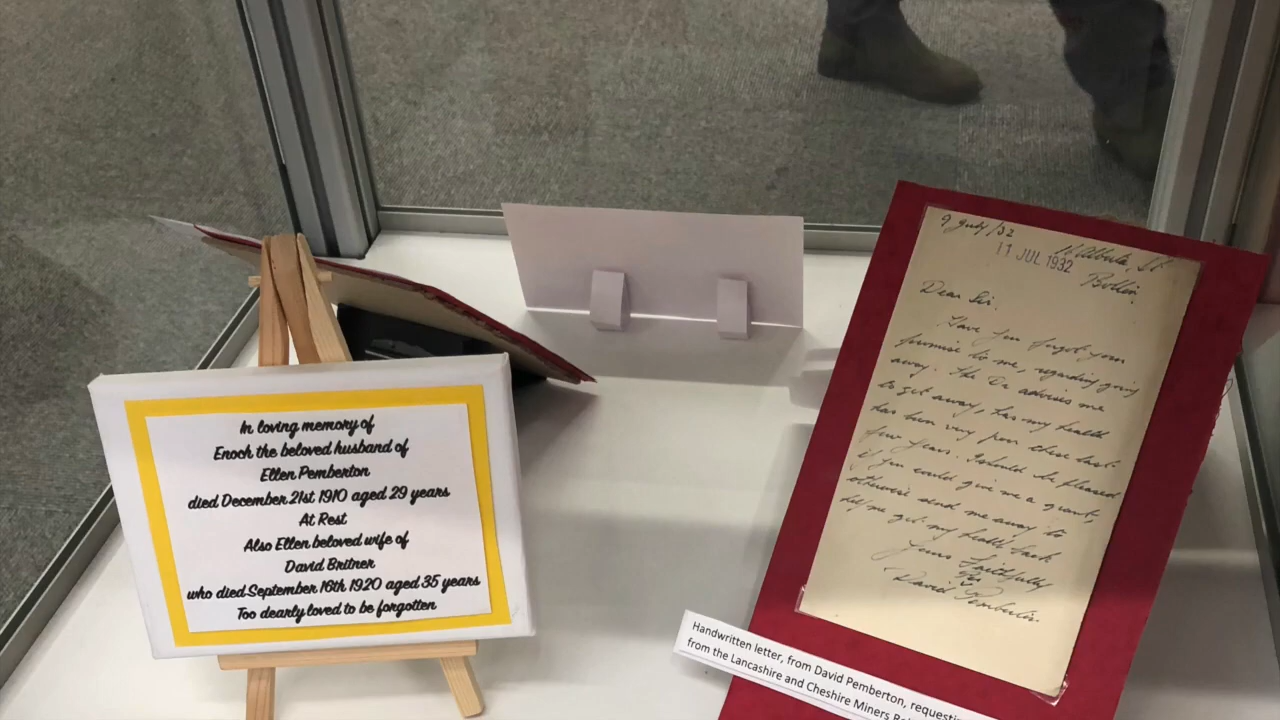 In loving memory of
Enoch the beloved husband of
Ellen Pemberton
died December 21st 1910 aged 29 years
At Rest
Also Ellen beloved wife of
David Britner
who died September 16th 1920 aged 35 years
Too dearly loved to be forgotten
9 July/32
11 JUL 1932
Bolton
Dear Sir.
Have you forgot your
promise to me, regarding going
away. The Dr advises me
to get away, has my health
has been very poor these last
few years. I should be pleased
if you could give me a grant,
otherwise send me away to
help me get my health back
Yours Faithfully
David Pemberton.
Handwritten letter, from David Pemberton, requesti
from the Lancashire and Cheshire Miners